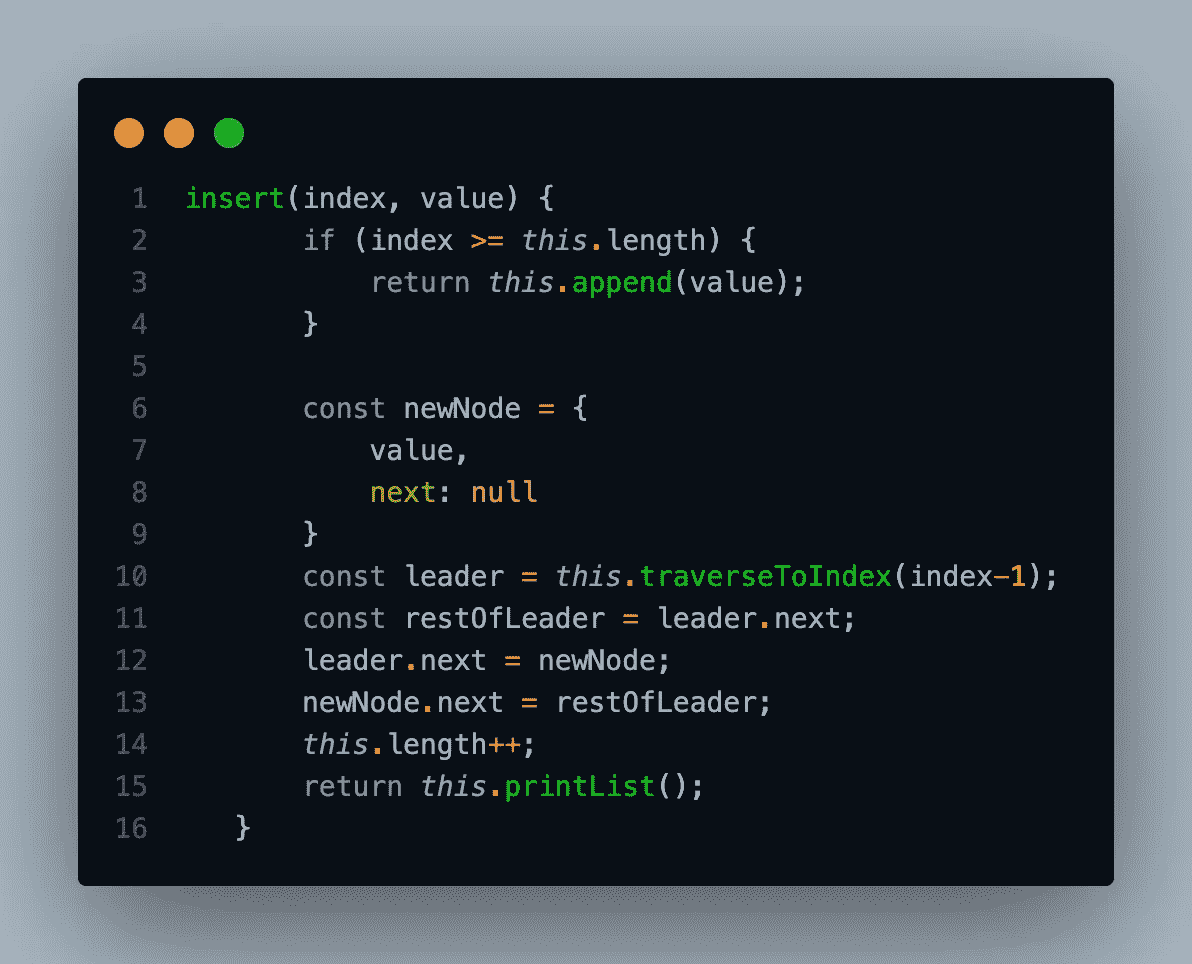 1 insert(index, value) {
2 if (index >= this.length) {
3 return this.append(value);
4 }
5
6 const newNode = {
7 value,
8 next: null
9 }
10 const leader = this.traverseToIndex(index-1);
11 const restOfLeader = leader.next;
12 leader.next = newNode;
13 newNode.next = restOfLeader;
14 this.length++;
15 return this.printList();
16 }